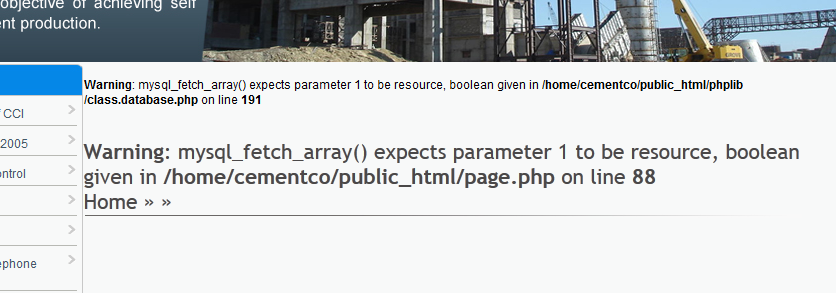 objective of achieving self
ent production.
Warning: mysql_fetch_array() expects parameter 1 to be resource, boolean given in /home/cementco/public_html/phplib
/class.database.php on line 191
CCI
2005
ontrol
ephone
Warning: mysql_fetch_array() expects parameter 1 to be resource, boolean
given in /home/cementco/public_html/page.php on line 88
Home » »